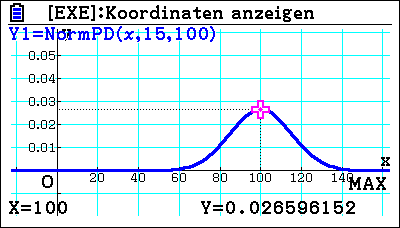 [EXE]:Koordinaten anzeigen
Y1=NormPD(x,15,100)
y
0.05
0.04
0.03
0.02
0.01
x
O
20
40
60
80
100
120
140
MAX
X=100
Y=0.026596152